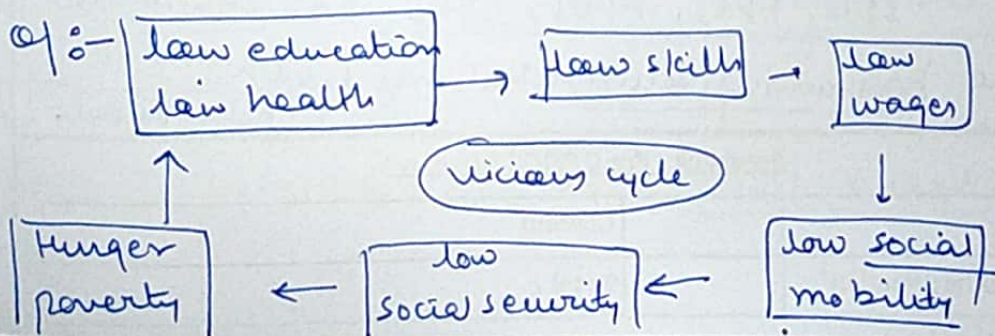 low education
low health
low skills
low
wages
vicious cycle
Hunger
poverty
low
social security
low social
mobility